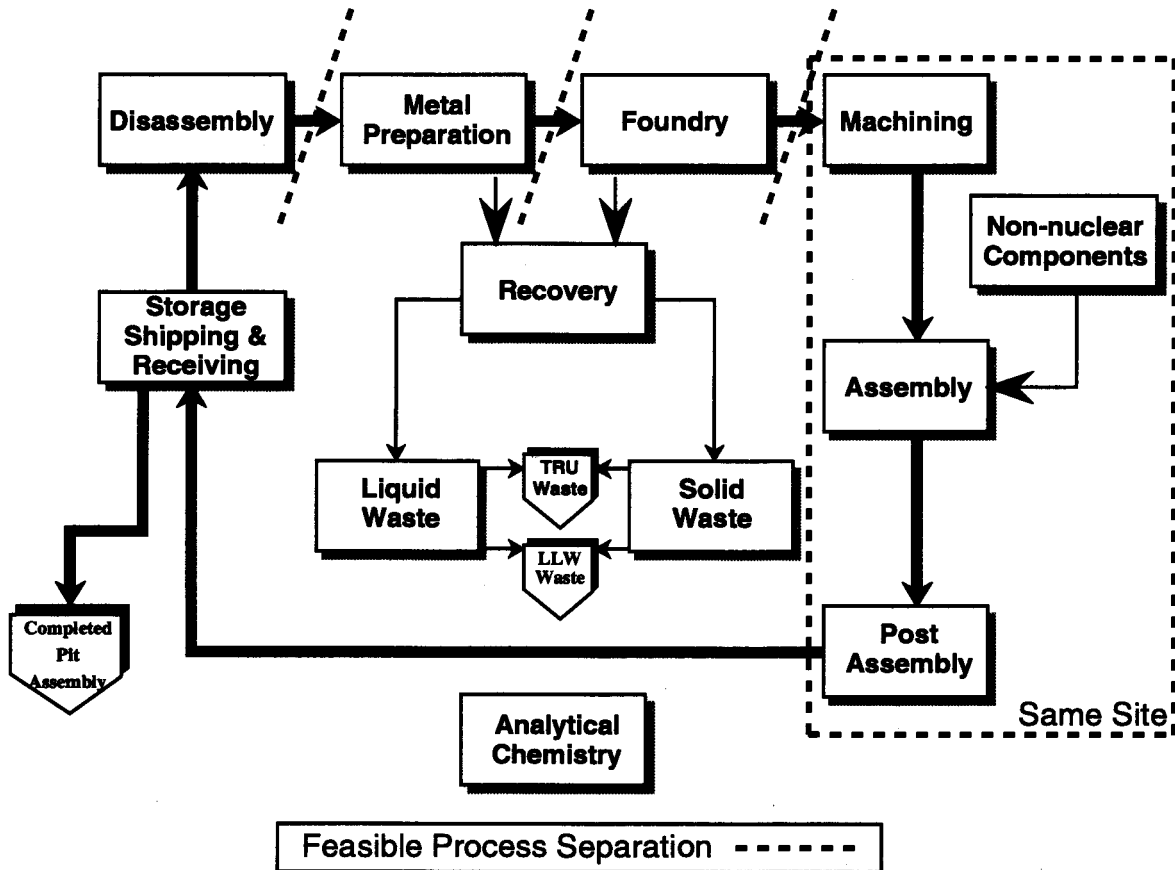 Disassembly
Metal
Preparation
Foundry
Machining
Non-nuclear
Components
Storage
Shipping &
Receiving
Recovery
Assembly
Liquid
Waste
TRU
Waste
Solid
Waste
LLW
Waste
Completed
Pit
Assembly
Post
Assembly
Same Site
Analytical
Chemistry
Feasible Process Separation